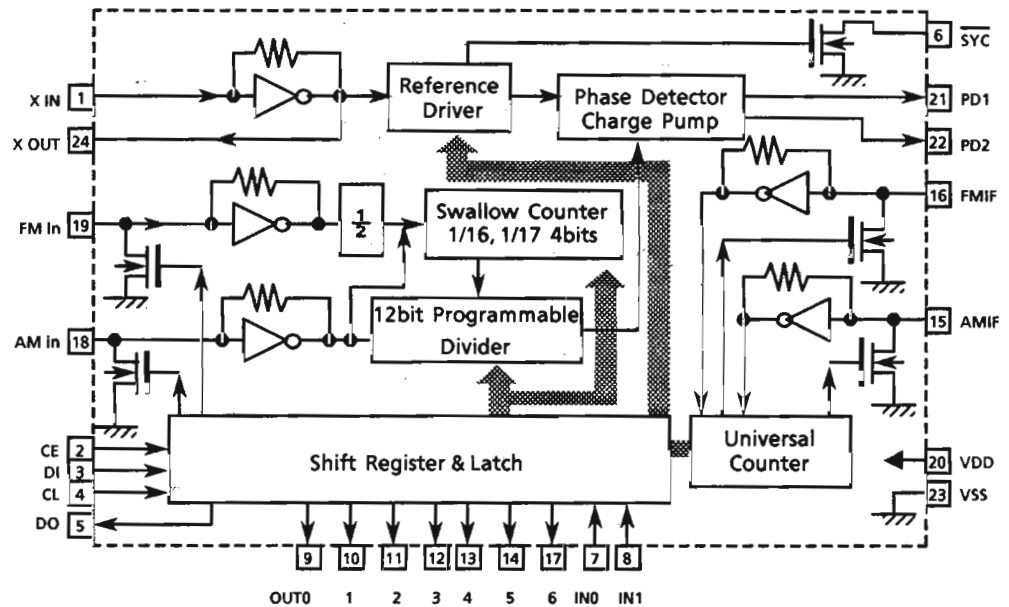 6 SYC
X IN 1
Reference
Driver
Phase Detector
Charge Pump
21 PD1
X OUT 24
22 PD2
FM In 19
1
2
Swallow Counter
1/16, 1/17 4bits
16 FMIF
12bit Programmable
Divider
AM in 18
15 AMIF
CE 2
DI 3
CL 4
DO 5
Shift Register & Latch
Universal
Counter
20 VDD
23 VSS
9 10 11 12 13 14 17 7 8
OUT0 1 2 3 4 5 6 IN0 IN1